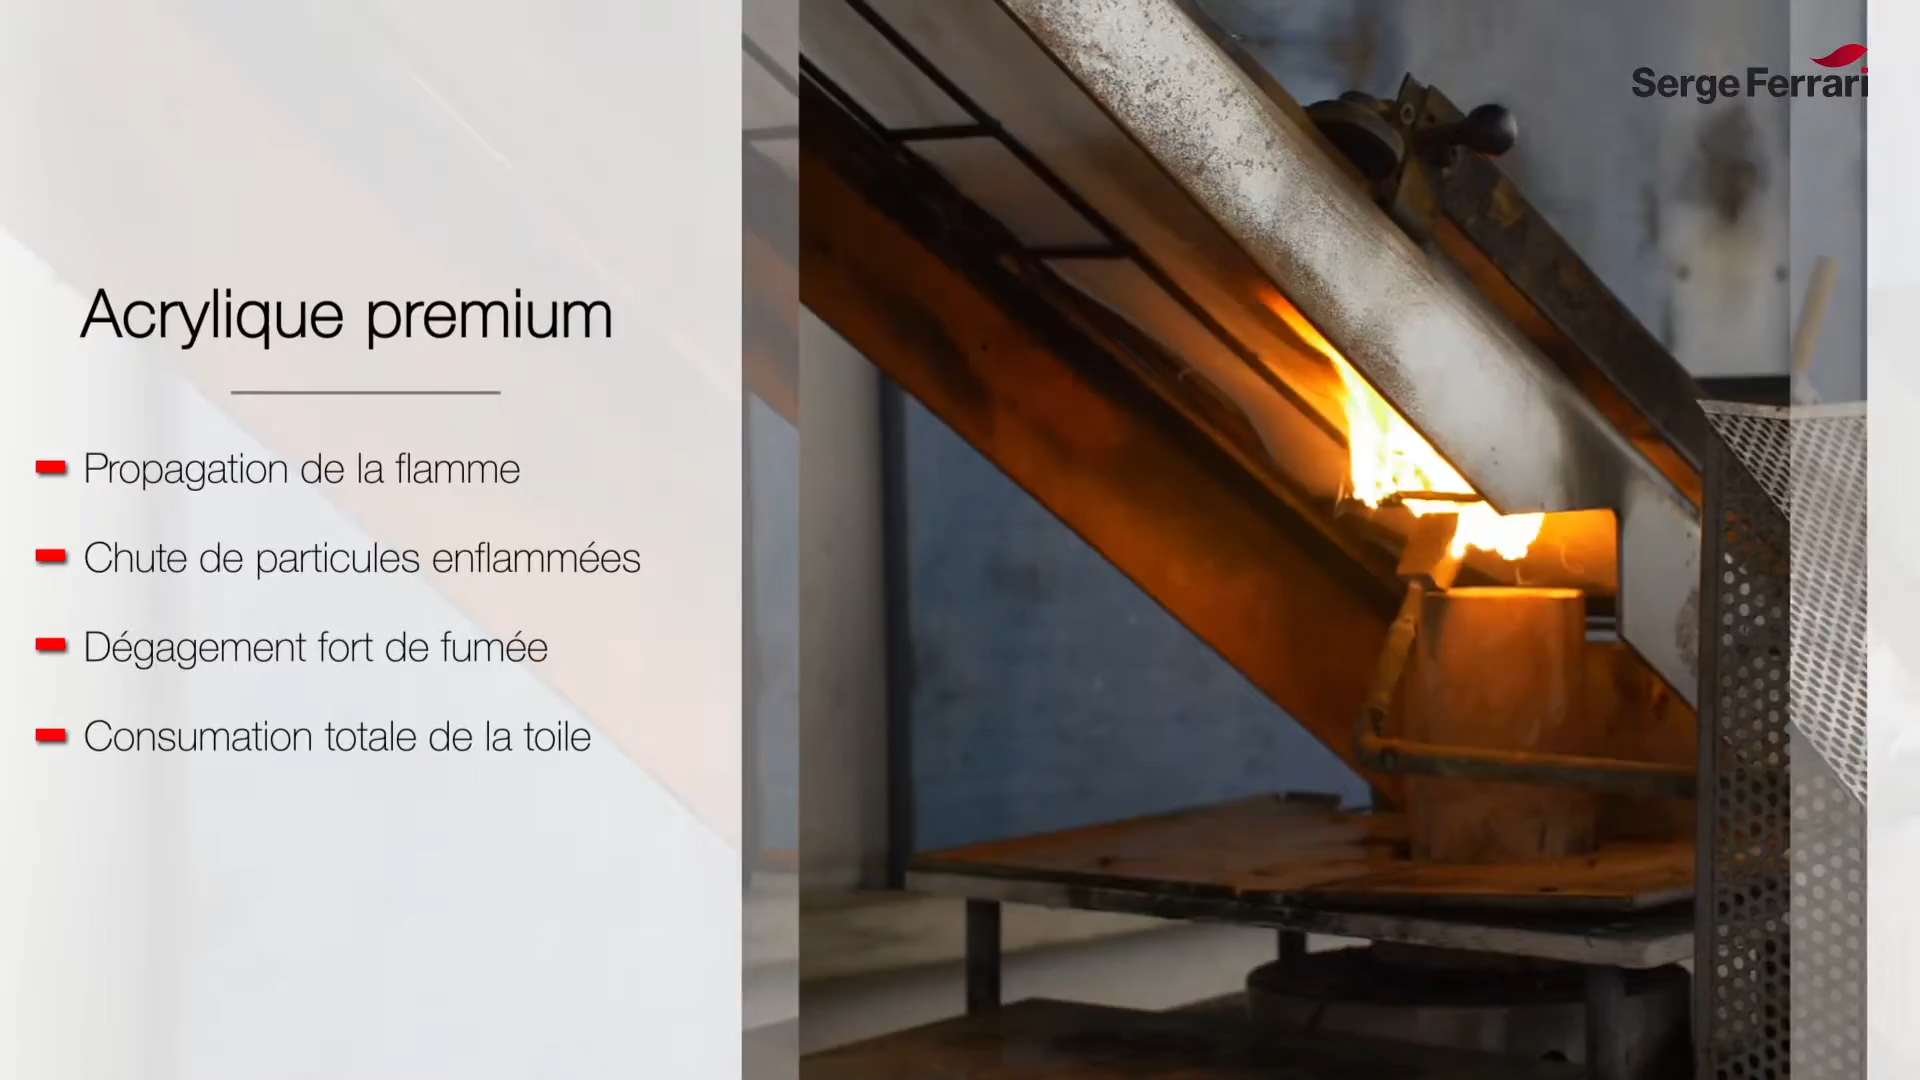 Serge Ferrari
Acrylique premium
Propagation de la flamme
Chute de particules enflammées
Dégagement fort de fumée
Consumation totale de la toile